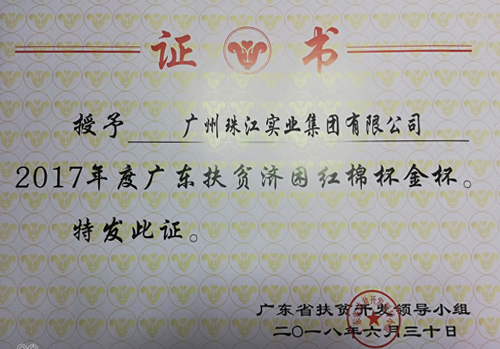 证书
授予 广州珠江实业集团有限公司
2017年度广东扶贫济困红棉杯金杯。
特发此证。
广东省扶贫开发领导小组
二〇一八年六月三十日